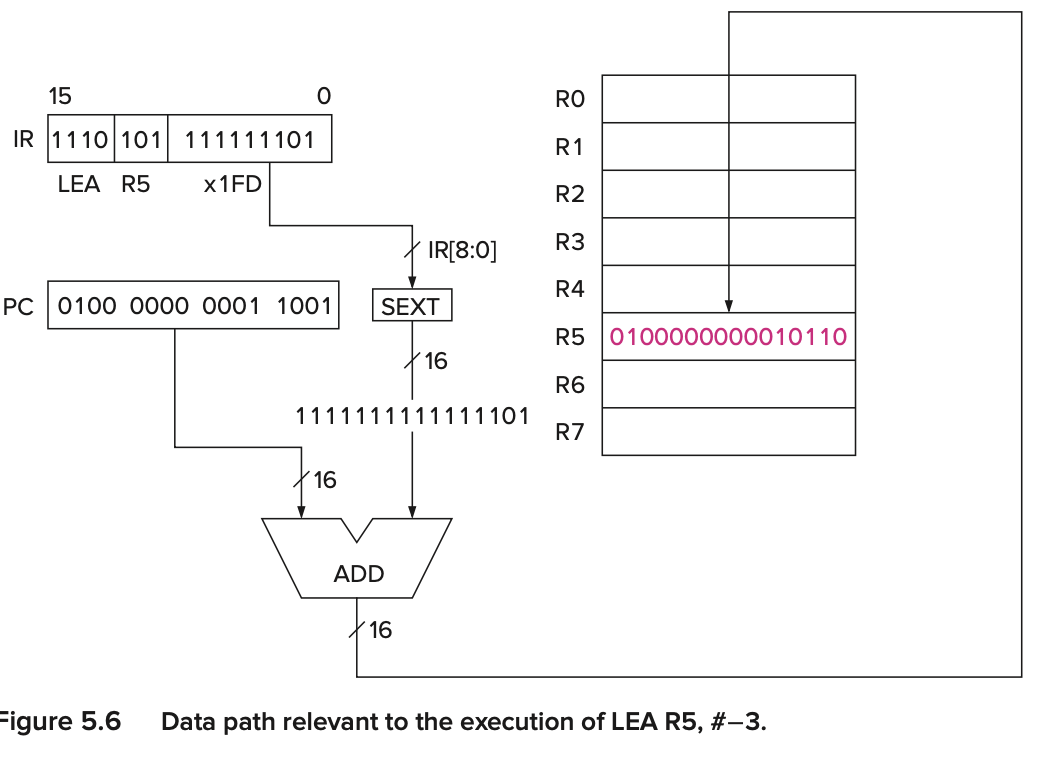 15 0
IR 1110 101 111111101
LEA R5 x1FD
IR[8:0]
PC 0100 0000 0001 1001
SEXT
16
1111111111111101
16
ADD
16
R0
R1
R2
R3
R4
R5 0100000000010110
R6
R7
Figure 5.6 Data path relevant to the execution of LEA R5, #−3.